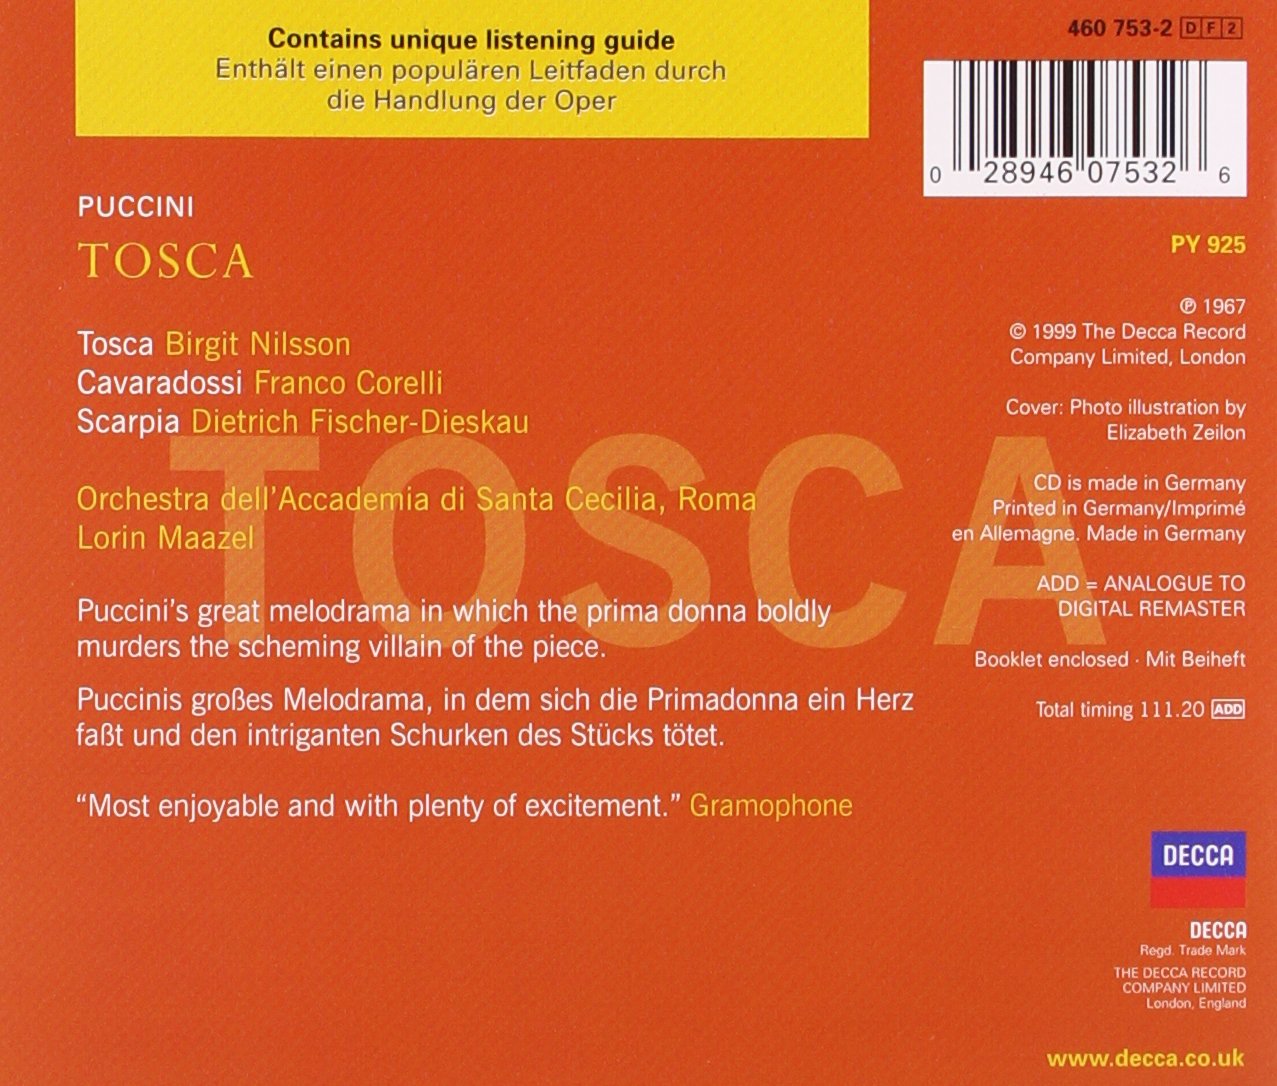 Contains unique listening guide
Enthält einen populären Leitfaden durch
die Handlung der Oper
460 753-2 DF2
0 28946 07532 6
PY 925
PUCCINI
TOSCA
Tosca Birgit Nilsson
Cavaradossi Franco Corelli
Scarpia Dietrich Fischer-Dieskau
TOSCA
Orchestra dell'Accademia di Santa Cecilia, Roma
Lorin Maazel
Puccini's great melodrama in which the prima donna boldly
murders the scheming villain of the piece.
Puccinis großes Melodrama, in dem sich die Primadonna ein Herz
faßt und den intriganten Schurken des Stücks tötet.
“Most enjoyable and with plenty of excitement.” Gramophone
℗ 1967
© 1999 The Decca Record
Company Limited, London
Cover: Photo illustration by
Elizabeth Zeilon
CD is made in Germany
Printed in Germany/Imprimé
en Allemagne. Made in Germany
ADD = ANALOGUE TO
DIGITAL REMASTER
Booklet enclosed · Mit Beiheft
Total timing 111.20 ADD
DECCA
DECCA
Regd. Trade Mark
THE DECCA RECORD
COMPANY LIMITED
London, England
www.decca.co.uk